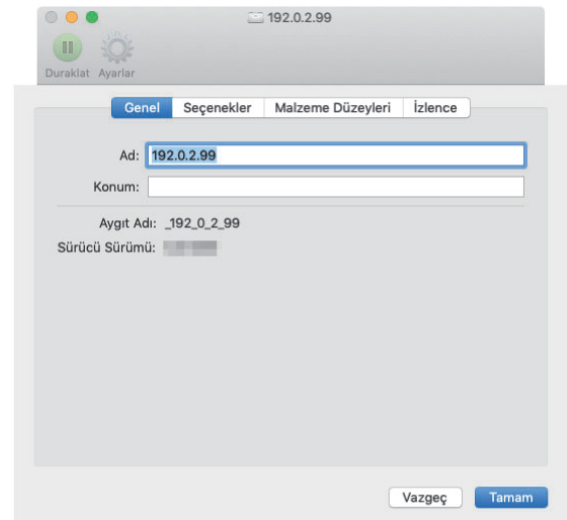 192.0.2.99
Duraklat Ayarlar
Genel Seçenekler Malzeme Düzeyleri İzlence
Ad: 192.0.2.99
Konum:
Aygıt Adı: _192_0_2_99
Sürücü Sürümü:
Vazgeç Tamam